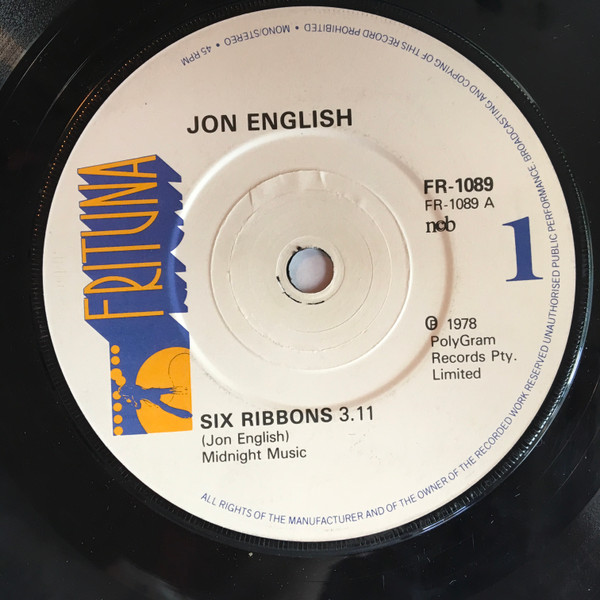 JON ENGLISH
FRITUNA
FR-1089
FR-1089 A
ncb
1
℗ 1978
PolyGram
Records Pty.
Limited
SIX RIBBONS 3.11
(Jon English)
Midnight Music
ALL RIGHTS OF THE MANUFACTURER AND OF THE OWNER OF THE RECORDED WORK RESERVED UNAUTHORISED PUBLIC PERFORMANCE BROADCASTING AND COPYING OF THIS RECORD PROHIBITED • MONO/STEREO • 45 RPM